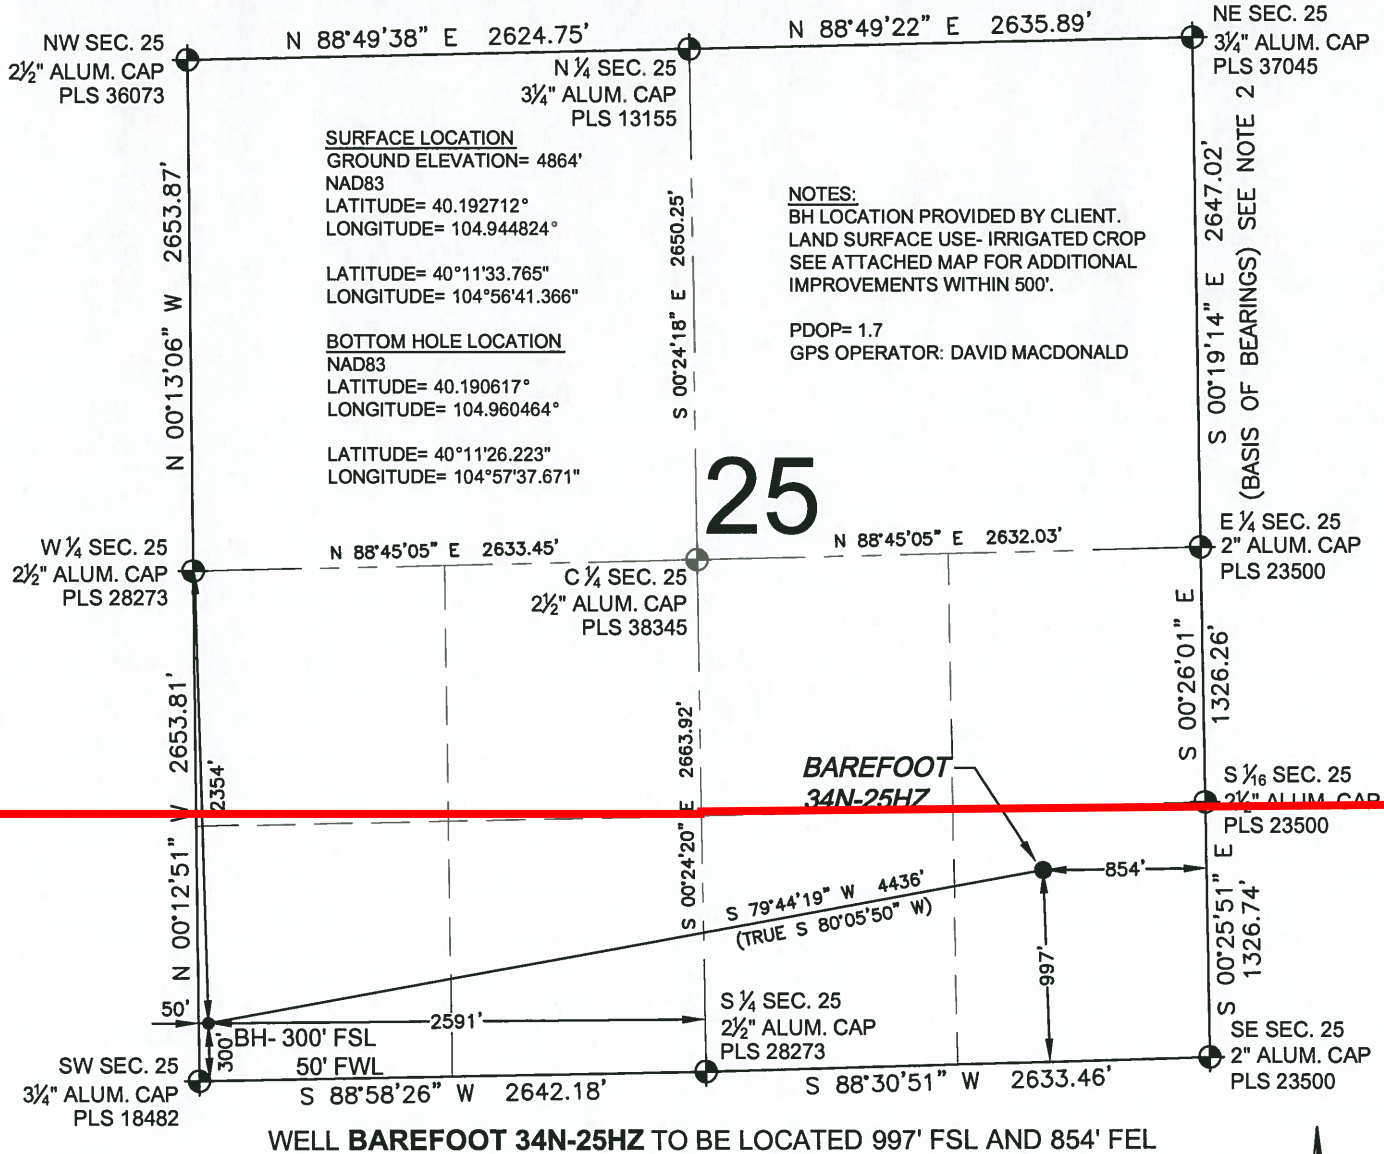 N 88°49'38" E 2624.75'
N 88°49'22" E 2635.89'
NW SEC. 25
2½" ALUM. CAP
PLS 36073
N ¼ SEC. 25
3¼" ALUM. CAP
PLS 13155
NE SEC. 25
3¼" ALUM. CAP
PLS 37045
SURFACE LOCATION
GROUND ELEVATION= 4864'
NAD83
LATITUDE= 40.192712°
LONGITUDE= 104.944824°
LATITUDE= 40°11'33.765"
LONGITUDE= 104°56'41.366"
BOTTOM HOLE LOCATION
NAD83
LATITUDE= 40.190617°
LONGITUDE= 104.960464°
LATITUDE= 40°11'26.223"
LONGITUDE= 104°57'37.671"
NOTES:
BH LOCATION PROVIDED BY CLIENT.
LAND SURFACE USE- IRRIGATED CROP
SEE ATTACHED MAP FOR ADDITIONAL
IMPROVEMENTS WITHIN 500'.
PDOP= 1.7
GPS OPERATOR: DAVID MACDONALD
N 00°13'06" W 2653.87'
S 00°24'18" E 2650.25'
S 00°19'14" E 2647.02'
(BASIS OF BEARINGS) SEE NOTE 2
25
W ¼ SEC. 25
2½" ALUM. CAP
PLS 28273
N 88°45'05" E 2633.45'
N 88°45'05" E 2632.03'
C ¼ SEC. 25
2½" ALUM. CAP
PLS 38345
E ¼ SEC. 25
2" ALUM. CAP
PLS 23500
N 00°12'51" W 2653.81'
2354'
S 00°24'20" E 2663.92'
S 00°26'01" E
1326.26'
BAREFOOT
34N-25HZ
S 1/16 SEC. 25
2½" ALUM. CAP
PLS 23500
854'
S 79°44'19" W 4436'
(TRUE S 80°05'50" W)
997'
S 00°25'51" E
1326.74'
50'
2591'
300'
BH- 300' FSL
50' FWL
S ¼ SEC. 25
2½" ALUM. CAP
PLS 28273
SW SEC. 25
3¼" ALUM. CAP
PLS 18482
SE SEC. 25
2" ALUM. CAP
PLS 23500
S 88°58'26" W 2642.18'
S 88°30'51" W 2633.46'
WELL BAREFOOT 34N-25HZ TO BE LOCATED 997' FSL AND 854' FEL